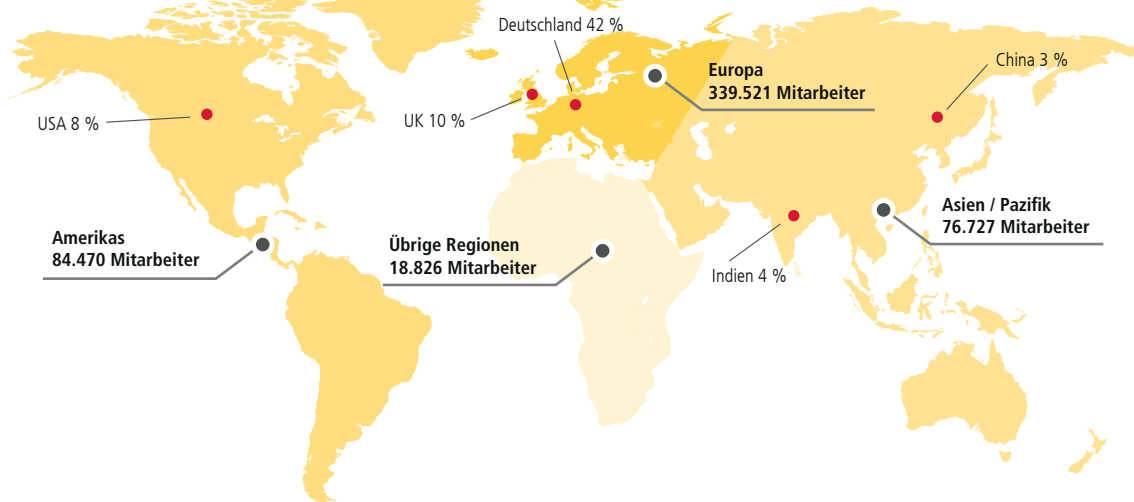 Deutschland 42 %
Europa
339.521 Mitarbeiter
China 3 %
USA 8 %
UK 10 %
Amerikas
84.470 Mitarbeiter
Übrige Regionen
18.826 Mitarbeiter
Indien 4 %
Asien / Pazifik
76.727 Mitarbeiter